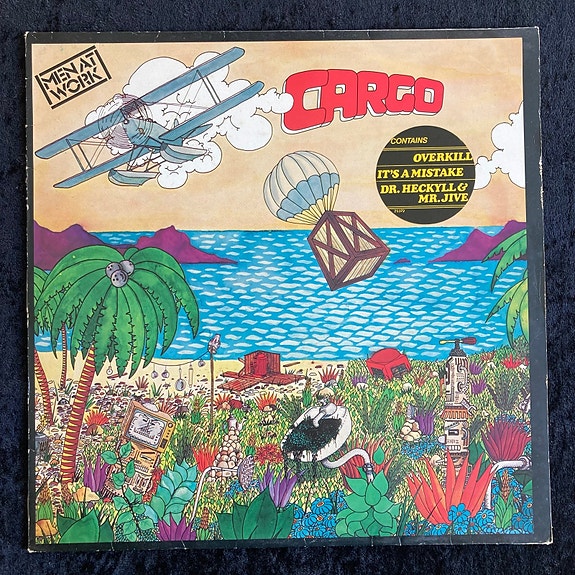 MEN AT
WORK
CARGO
CONTAINS
OVERKILL
IT'S A MISTAKE
DR. HECKYLL &
MR. JIVE